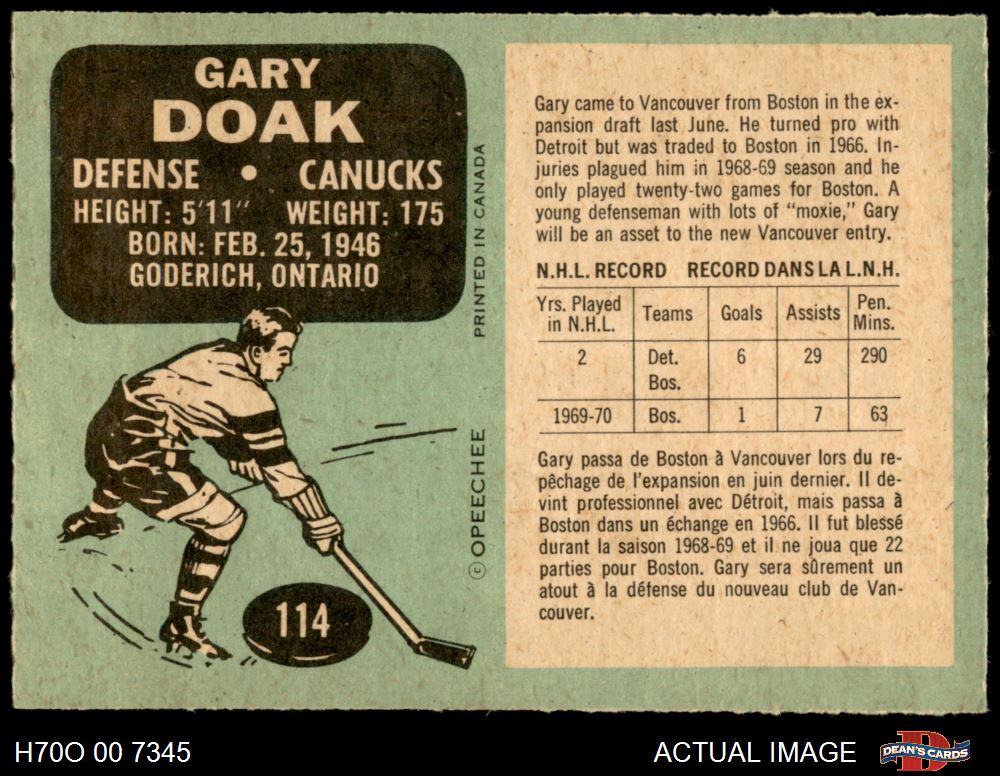 GARY
DOAK
DEFENSE • CANUCKS
HEIGHT: 5'11" WEIGHT: 175
BORN: FEB. 25, 1946
GODERICH, ONTARIO
PRINTED IN CANADA
© OPEECHEE
114
Gary came to Vancouver from Boston in the ex-
pansion draft last June. He turned pro with
Detroit but was traded to Boston in 1966. In-
juries plagued him in 1968-69 season and he
only played twenty-two games for Boston. A
young defenseman with lots of "moxie," Gary
will be an asset to the new Vancouver entry.
N.H.L. RECORD RECORD DANS LA L.N.H.
Yrs. Played in N.H.L. Teams Goals Assists Pen. Mins.
2 Det. Bos. 6 29 290
1969-70 Bos. 1 7 63
Gary passa de Boston à Vancouver lors du re-
pêchage de l'expansion en juin dernier. Il de-
vint professionnel avec Détroit, mais passa à
Boston dans un échange en 1966. Il fut blessé
durant la saison 1968-69 et il ne joua que 22
parties pour Boston. Gary sera sûrement un
atout à la défense du nouveau club de Van-
couver.
H70O 00 7345
ACTUAL IMAGE
DEAN'S CARDS